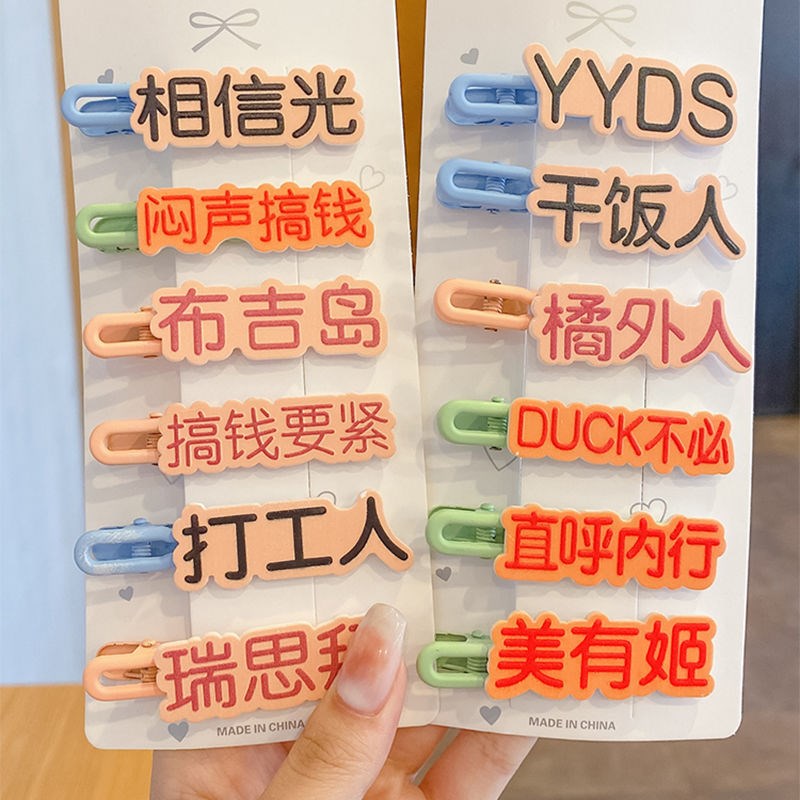 相信光
闷声搞钱
布吉岛
搞钱要紧
打工人
瑞思拜
MADE IN CHINA
YYDS
干饭人
橘外人
DUCK不必
直呼内行
美有姬
MADE IN CHINA